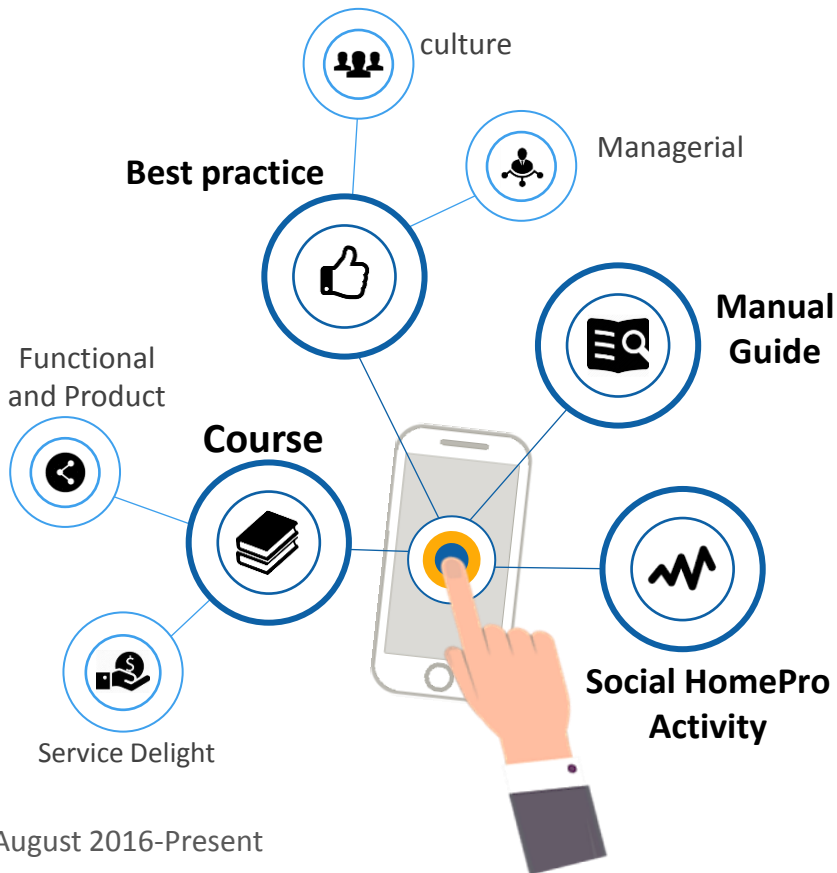 culture
Managerial
Best practice
Manual
Guide
Functional
and Product
Course
Social HomePro
Activity
Service Delight
August 2016-Present